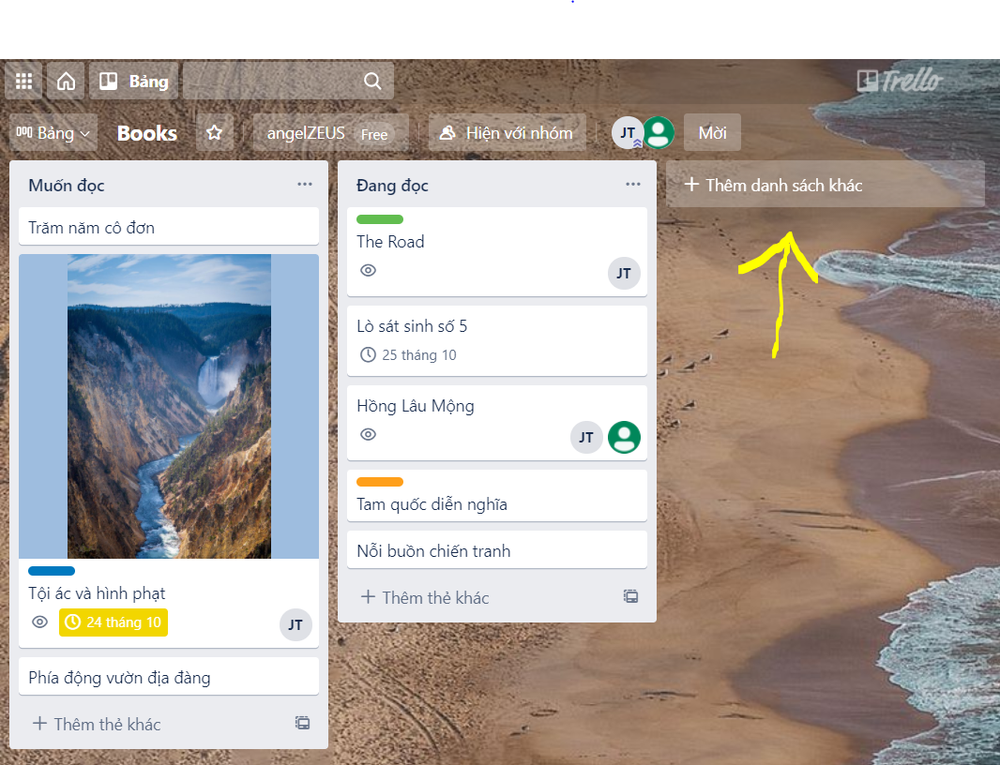 Bảng
Trello
Bảng
Books
angelZEUS Free
Hiện với nhóm
JT
Mời
Muốn đọc
Trăm năm cô đơn
Tội ác và hình phạt
24 tháng 10
JT
Phía động vườn địa đàng
+ Thêm thẻ khác
Đang đọc
The Road
JT
Lò sát sinh số 5
25 tháng 10
Hồng Lâu Mộng
JT
Tam quốc diễn nghĩa
Nỗi buồn chiến tranh
+ Thêm thẻ khác
+ Thêm danh sách khác